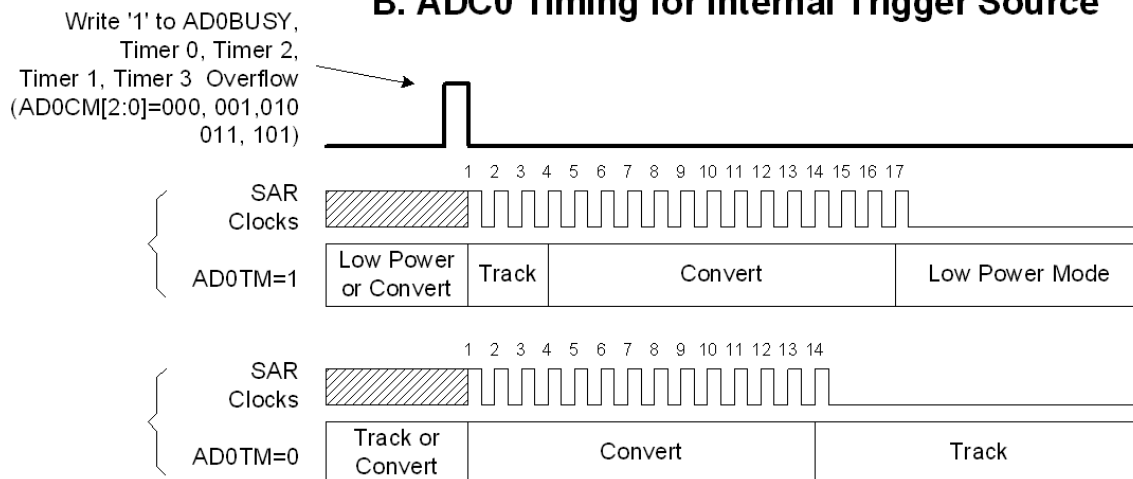 B. ADC0 Timing for Internal Trigger Source
Write '1' to AD0BUSY,
Timer 0, Timer 2,
Timer 1, Timer 3 Overflow
(AD0CM[2:0]=000, 001,010
011, 101)
1 2 3 4 5 6 7 8 9 10 11 12 13 14 15 16 17
SAR
Clocks
AD0TM=1
Low Power
or Convert
Track
Convert
Low Power Mode
1 2 3 4 5 6 7 8 9 10 11 12 13 14
SAR
Clocks
AD0TM=0
Track or
Convert
Convert
Track